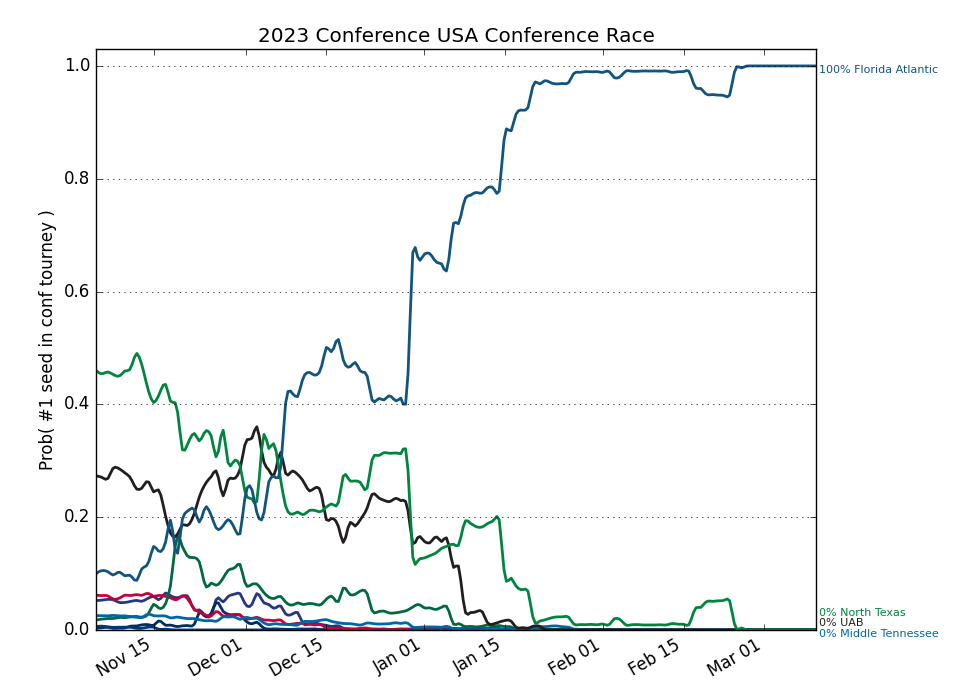 2023 Conference USA Conference Race
Prob( #1 seed in conf tourney )
1.0
0.8
0.6
0.4
0.2
0.0
100% Florida Atlantic
0% North Texas
0% UAB
0% Middle Tennessee
Nov 15
Dec 01
Dec 15
Jan 01
Jan 15
Feb 01
Feb 15
Mar 01